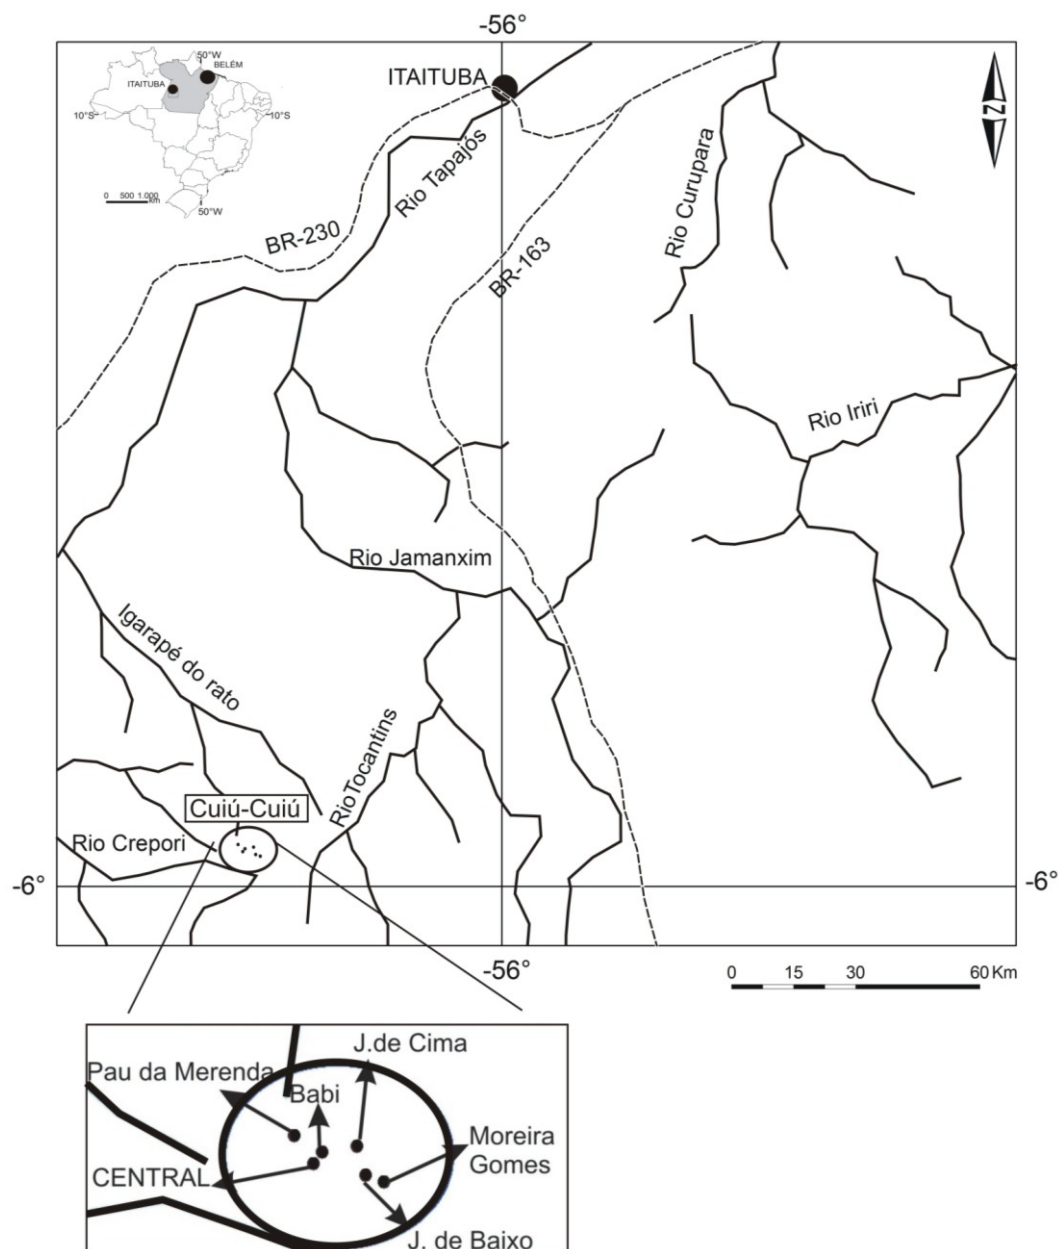 -56°
50°W
BELÉM
ITAITUBA
10°S
10°S
0 500 1.000
km
50°W
ITAITUBA
N
Rio Tapajós
BR-230
BR-163
Rio Curupara
Rio Iriri
Rio Jamanxim
Igarapé do rato
RioTocantins
Cuiú-Cuiú
Rio Crepori
-6°
-6°
-56°
0 15 30 60 Km
J.de Cima
Pau da Merenda
Babi
Moreira
Gomes
CENTRAL
J. de Baixo